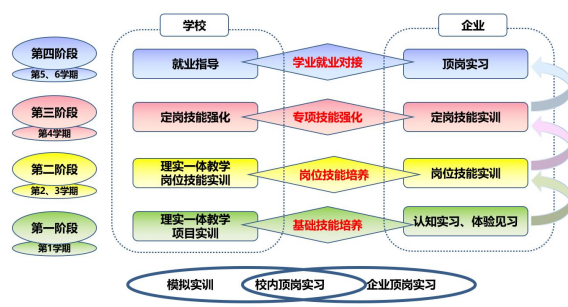 学校
企业
第四阶段
第5、6学期
就业指导
学业就业对接
顶岗实习
第三阶段
第4学期
定岗技能强化
专项技能强化
定岗技能实训
第二阶段
第2、3学期
理实一体教学
岗位技能实训
岗位技能培养
岗位技能实训
第一阶段
第1学期
理实一体教学
项目实训
基础技能培养
认知实习、体验见习
模拟实训
校内顶岗实习
企业顶岗实习